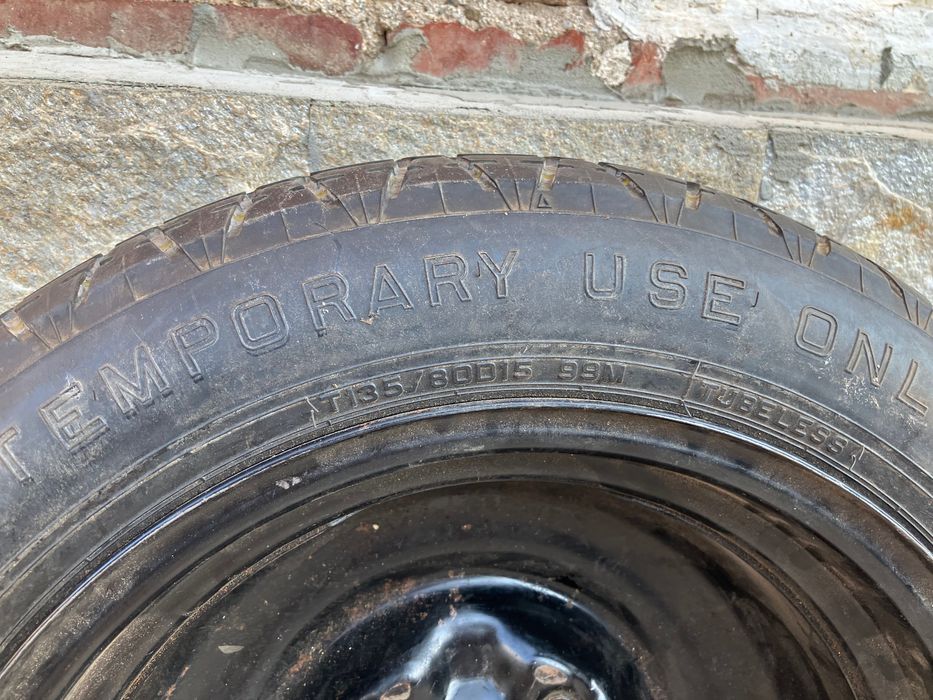 TEMPORARY USE ONL
T135/80D15 99M TUBELESS